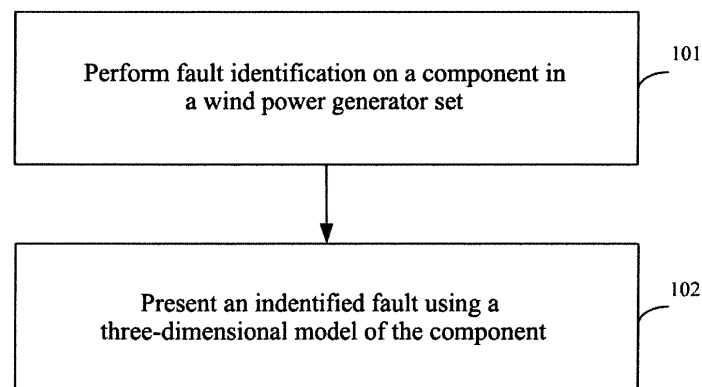 Perform fault identification on a component in
a wind power generator set
101
Present an indentified fault using a
three-dimensional model of the component
102